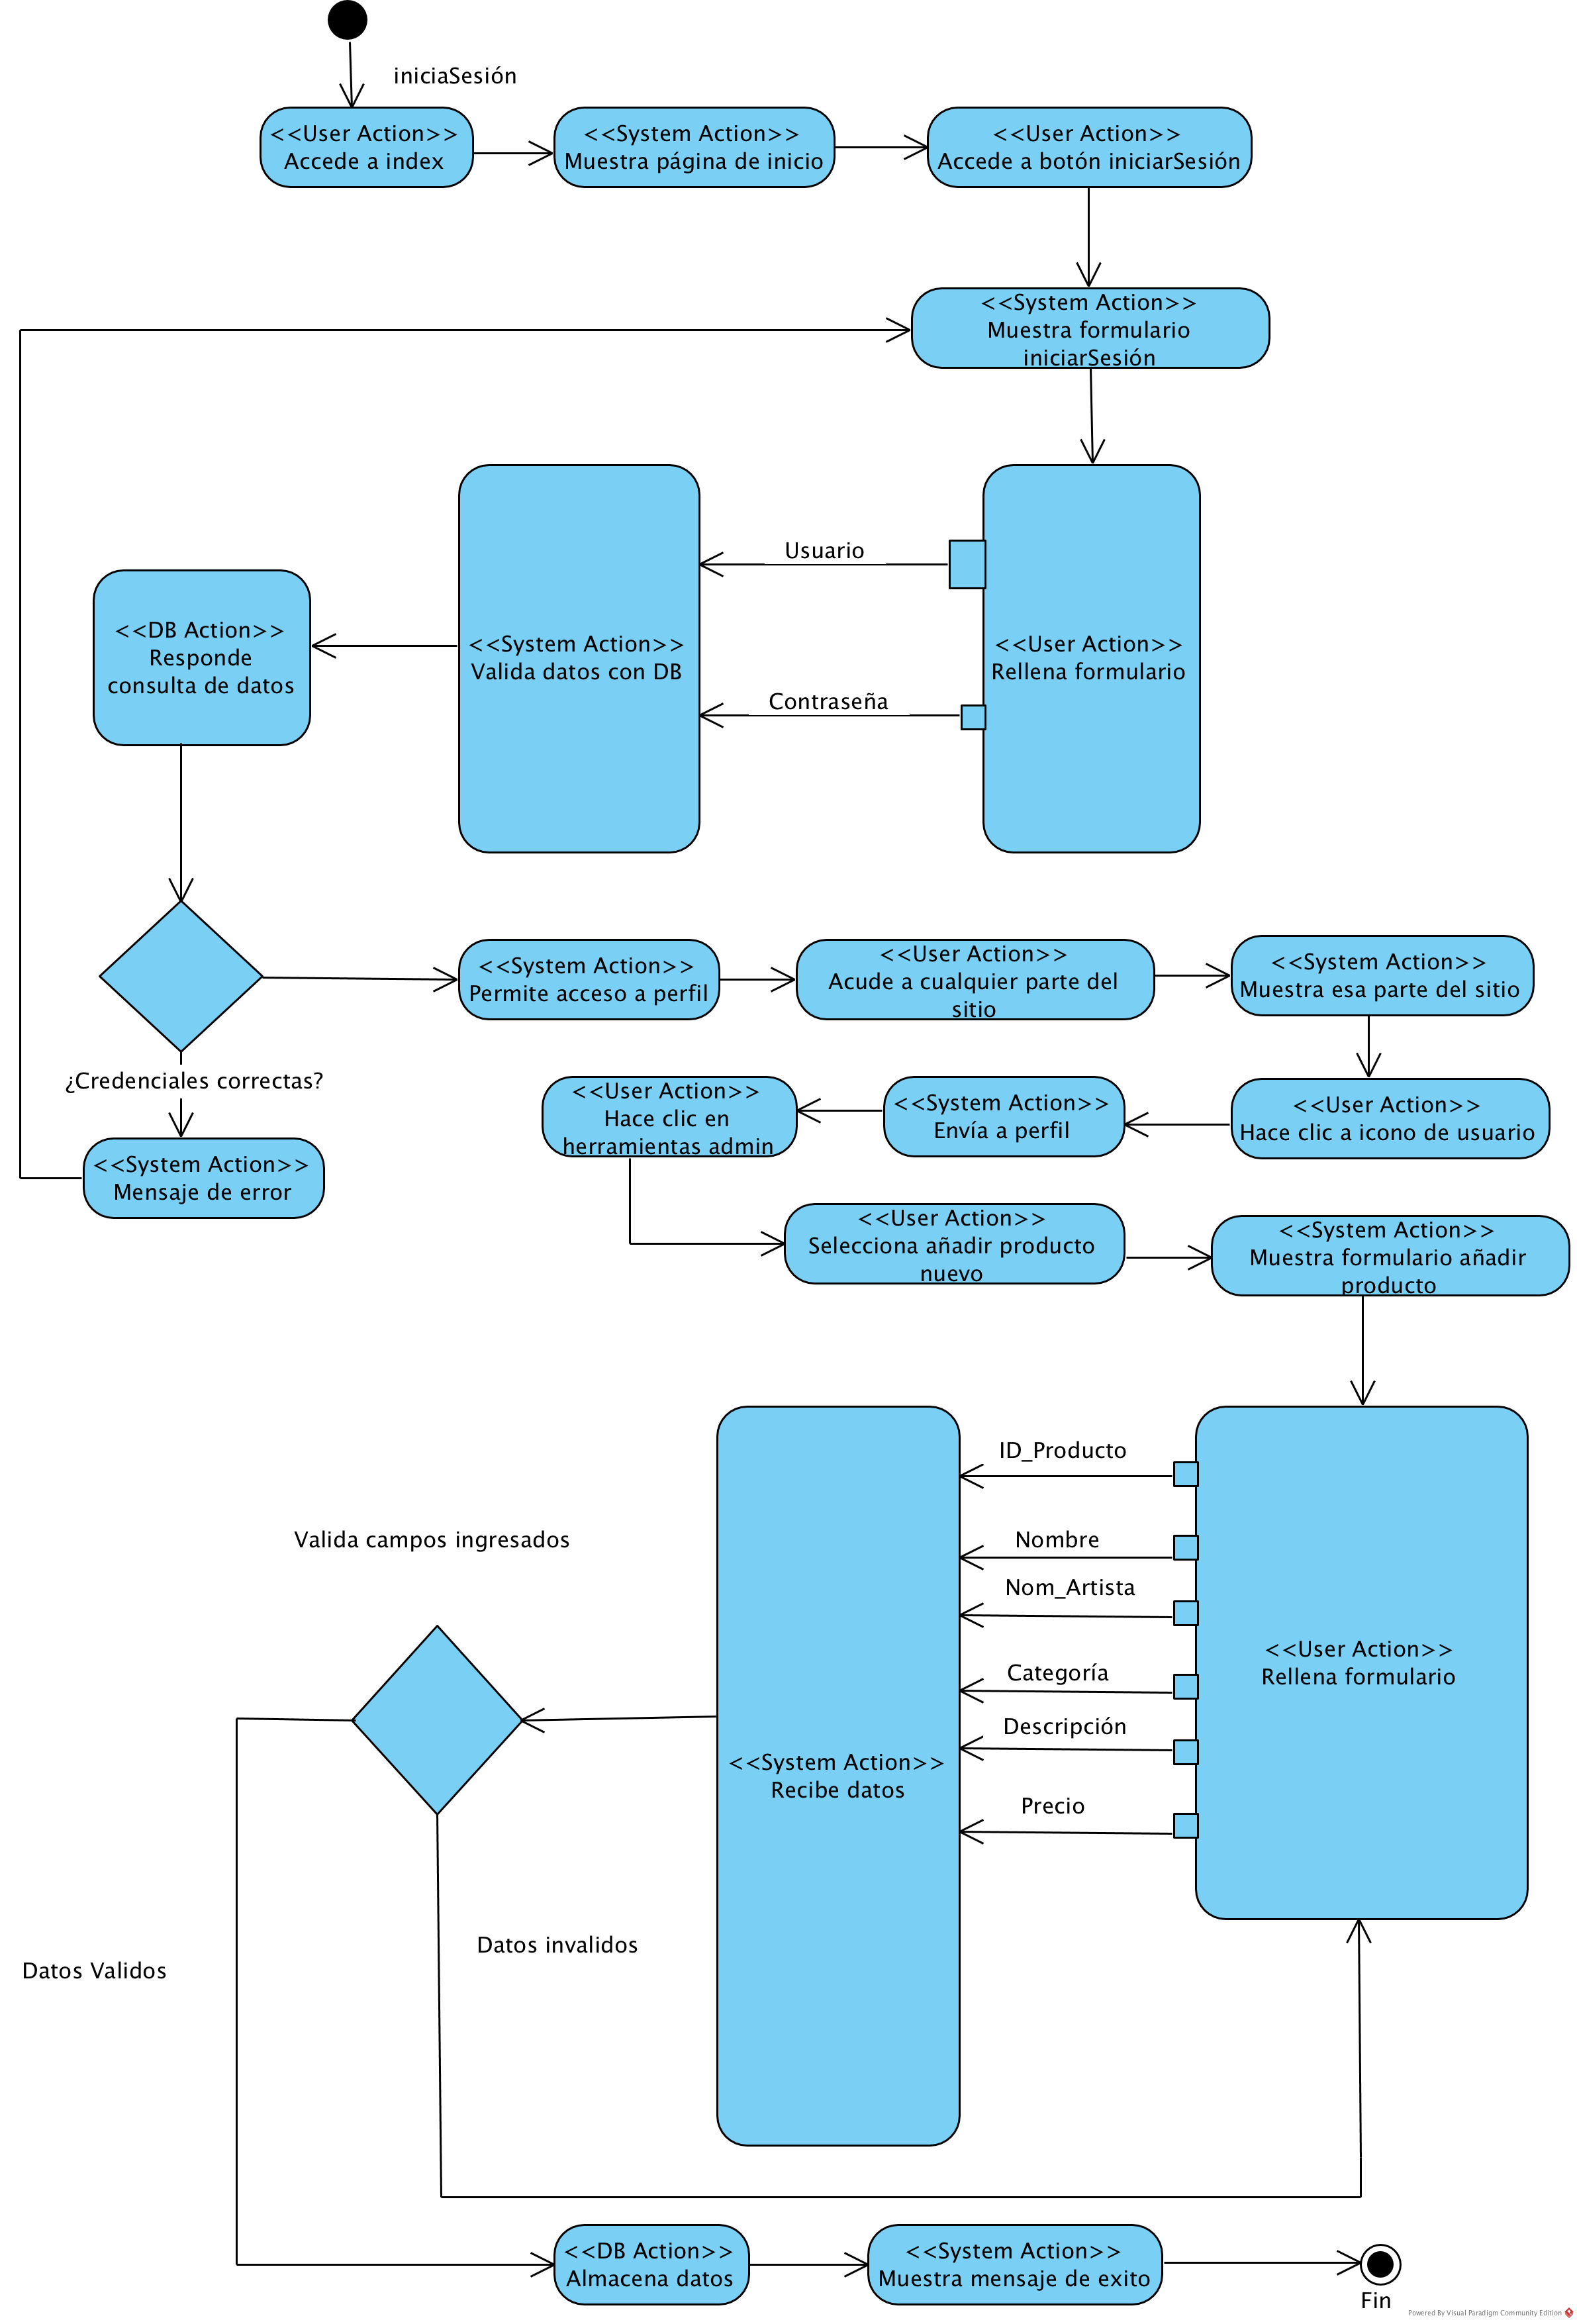 iniciaSesión
<<User Action>>
Accede a index
<<System Action>>
Muestra página de inicio
<<User Action>>
Accede a botón iniciarSesión
<<System Action>>
Muestra formulario
iniciarSesión
Usuario
Contraseña
<<User Action>>
Rellena formulario
<<System Action>>
Valida datos con DB
<<DB Action>>
Responde
consulta de datos
¿Credenciales correctas?
<<System Action>>
Mensaje de error
<<System Action>>
Permite acceso a perfil
<<User Action>>
Acude a cualquier parte del
sitio
<<System Action>>
Muestra esa parte del sitio
<<User Action>>
Hace clic a icono de usuario
<<System Action>>
Envía a perfil
<<User Action>>
Hace clic en
herramientas admin
<<User Action>>
Selecciona añadir producto
nuevo
<<System Action>>
Muestra formulario añadir
producto
<<User Action>>
Rellena formulario
ID_Producto
Nombre
Nom_Artista
Categoría
Descripción
Precio
<<System Action>>
Recibe datos
Valida campos ingresados
Datos invalidos
Datos Validos
<<DB Action>>
Almacena datos
<<System Action>>
Muestra mensaje de exito
Fin
Powered By Visual Paradigm Community Edition